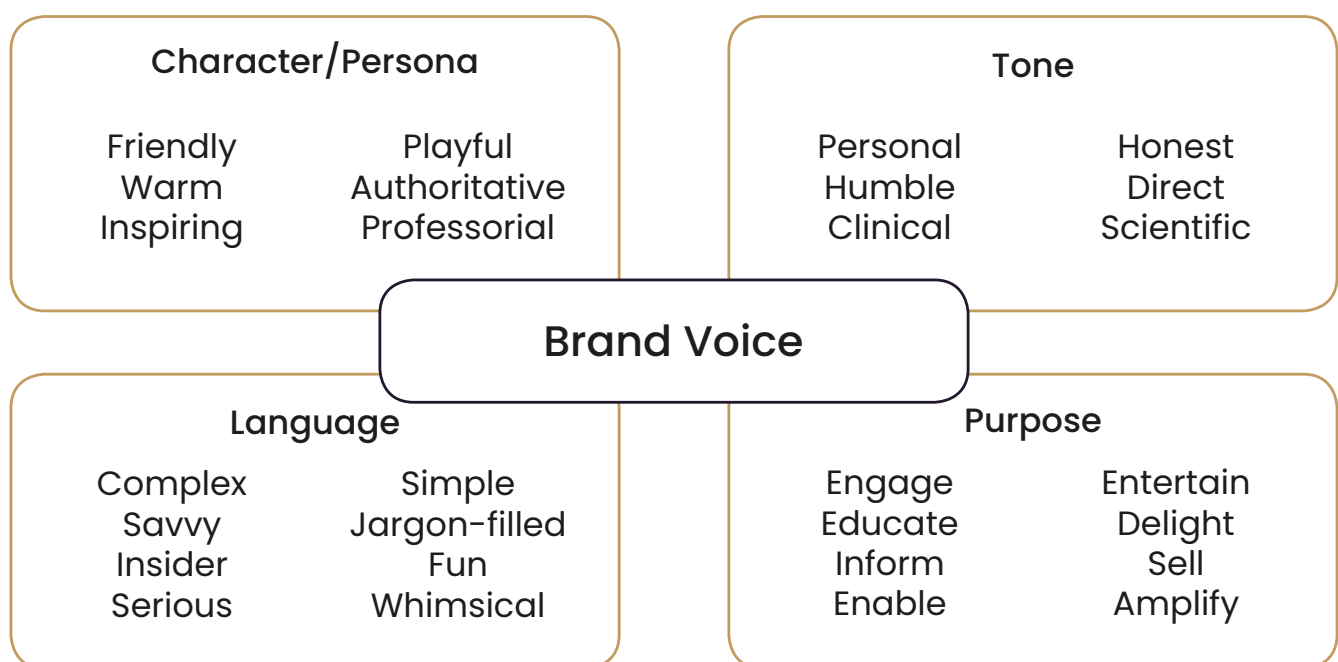 Character/Persona
Friendly
Warm
Inspiring
Playful
Authoritative
Professorial
Tone
Personal
Humble
Clinical
Honest
Direct
Scientific
Brand Voice
Language
Complex
Savvy
Insider
Serious
Simple
Jargon-filled
Fun
Whimsical
Purpose
Engage
Educate
Inform
Enable
Entertain
Delight
Sell
Amplify